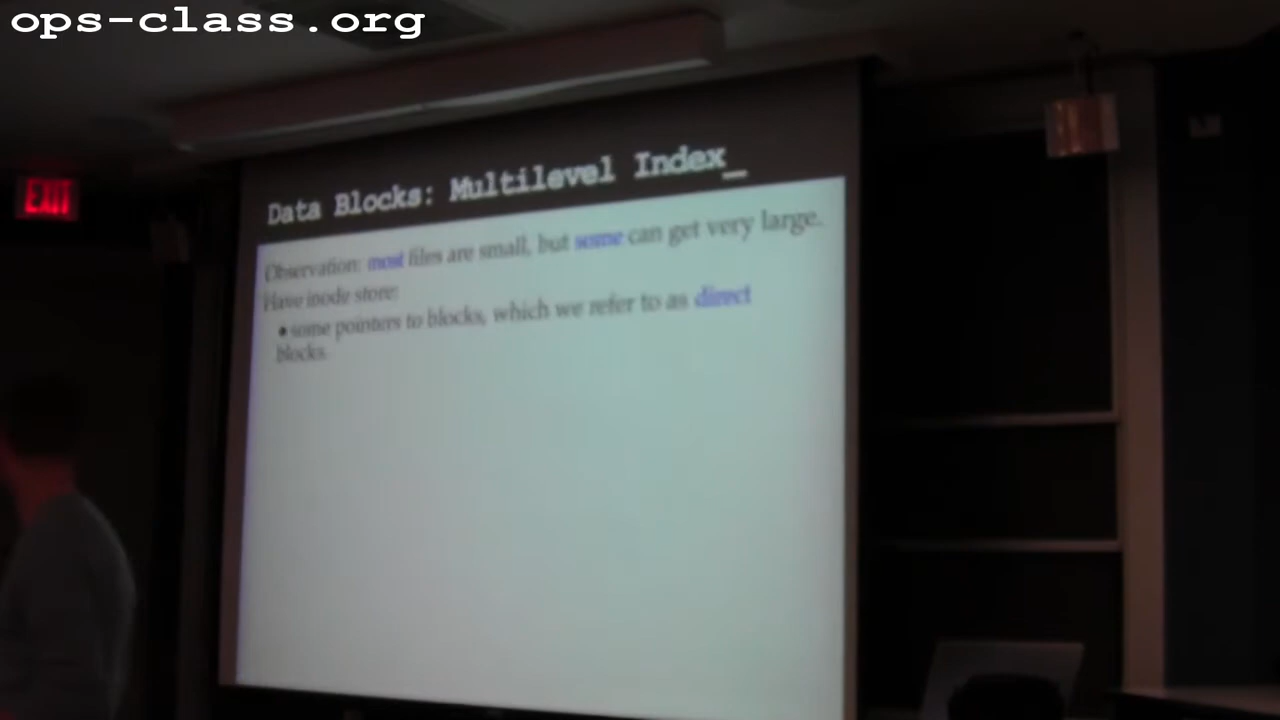 ops-class.org
EXIT
Data Blocks: Multilevel Index_
Observation: most files are small, but some can get very large.
Have inode store:
• some pointers to blocks, which we refer to as direct
blocks.